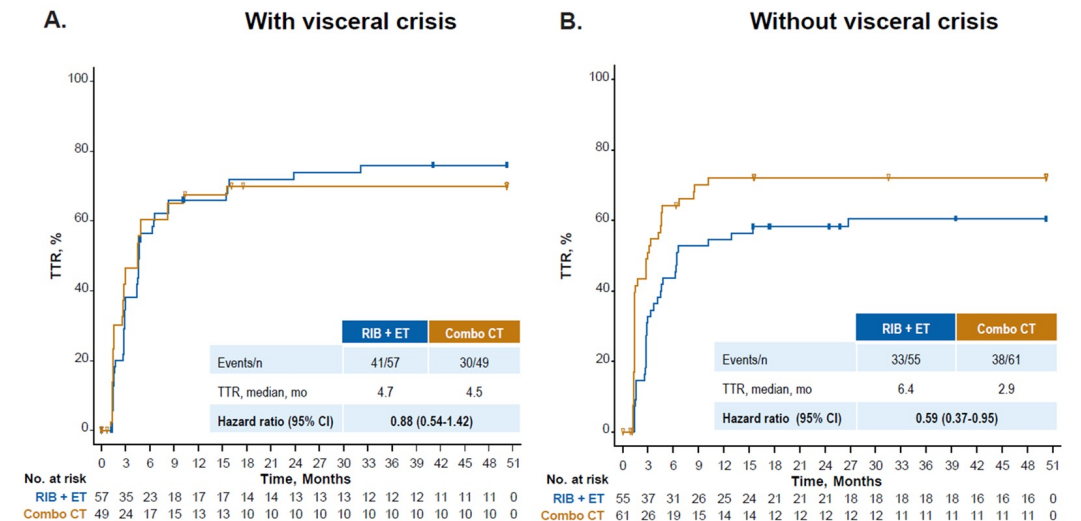 A.
With visceral crisis
100
80
60
40
20
0
TTR, %
RIB + ET Combo CT
Events/n 41/57 30/49
TTR, median, mo 4.7 4.5
Hazard ratio (95% CI) 0.88 (0.54-1.42)
0 3 6 9 12 15 18 21 24 27 30 33 36 39 42 45 48 51
No. at risk
Time, Months
RIB + ET 57 35 23 18 17 17 14 14 13 13 13 12 12 12 11 11 11 0
Combo CT 49 24 17 15 13 13 10 10 10 10 10 10 10 10 10 10 10 0
B.
Without visceral crisis
100
80
60
40
20
0
TTR, %
RIB + ET Combo CT
Events/n 33/55 38/61
TTR, median, mo 6.4 2.9
Hazard ratio (95% CI) 0.59 (0.37-0.95)
0 3 6 9 12 15 18 21 24 27 30 33 36 39 42 45 48 51
No. at risk
Time, Months
RIB + ET 55 37 31 26 25 24 21 21 21 18 18 18 18 18 16 16 16 0
Combo CT 61 26 19 15 14 14 12 12 12 12 12 11 11 11 11 11 11 0